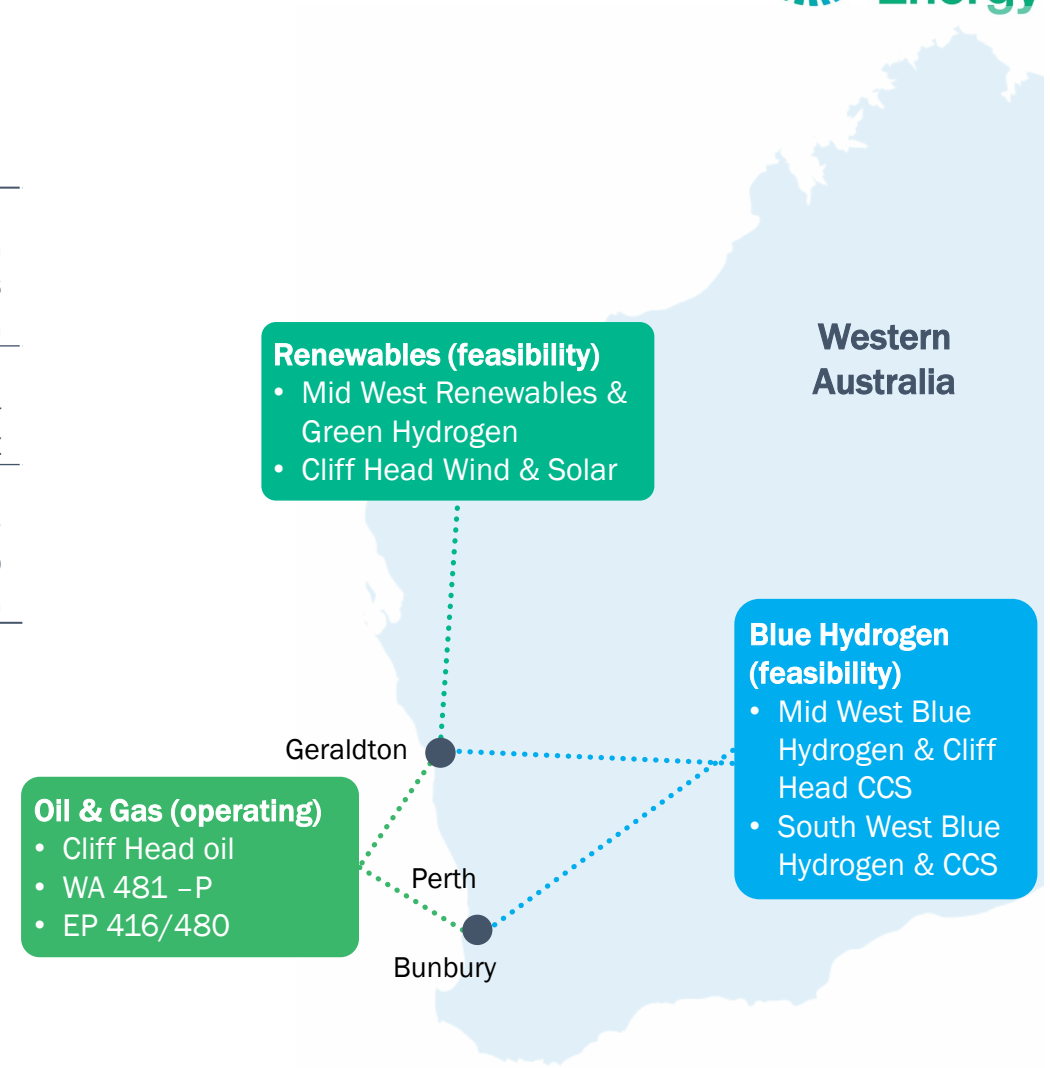 Energy
Western
Australia
Renewables (feasibility)
• Mid West Renewables &
Green Hydrogen
• Cliff Head Wind & Solar
Blue Hydrogen
(feasibility)
• Mid West Blue
Hydrogen & Cliff
Head CCS
• South West Blue
Hydrogen & CCS
Geraldton
Oil & Gas (operating)
• Cliff Head oil
• WA 481 –P
• EP 416/480
Perth
Bunbury